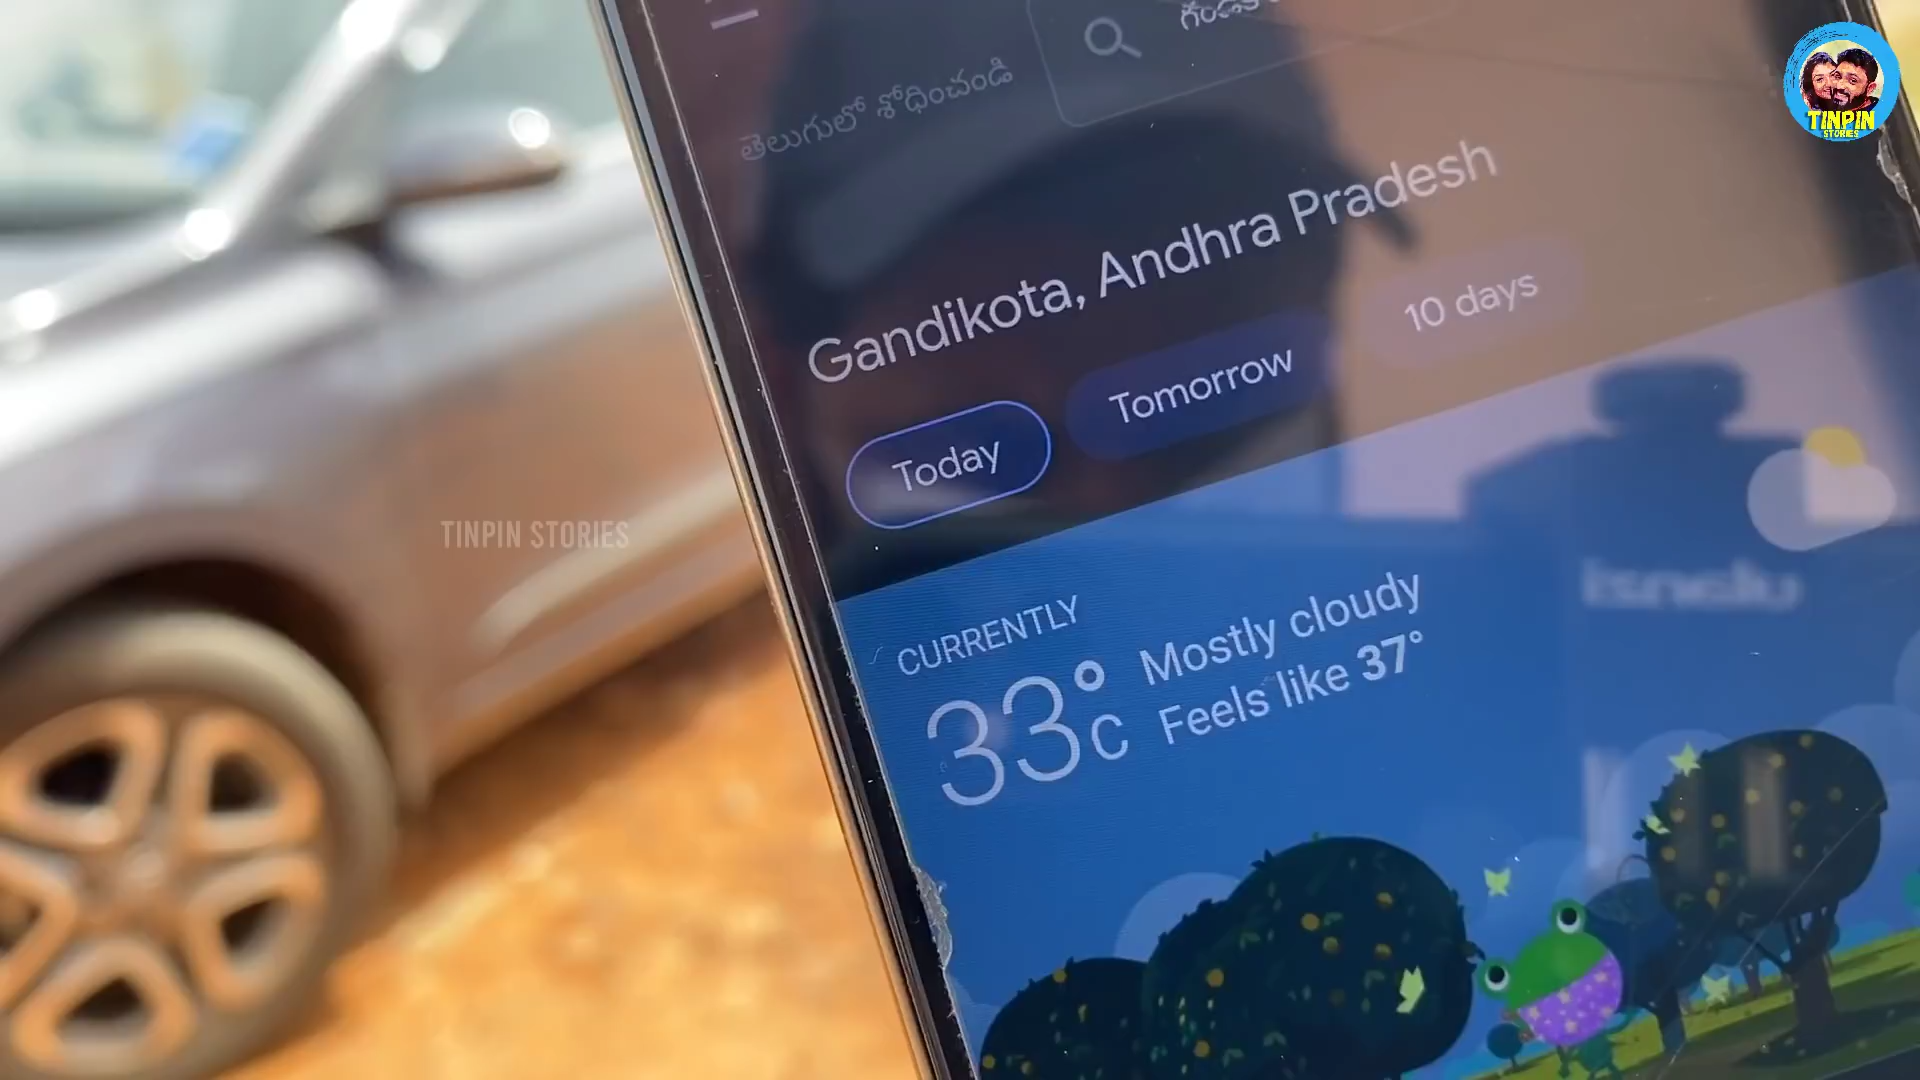 తెలుగులో శోధించండి
Gandikota, Andhra Pradesh
Today
Tomorrow
10 days
CURRENTLY
33°C
Mostly cloudy
Feels like 37°
TINPIN STORIES
TINPIN
STORIES